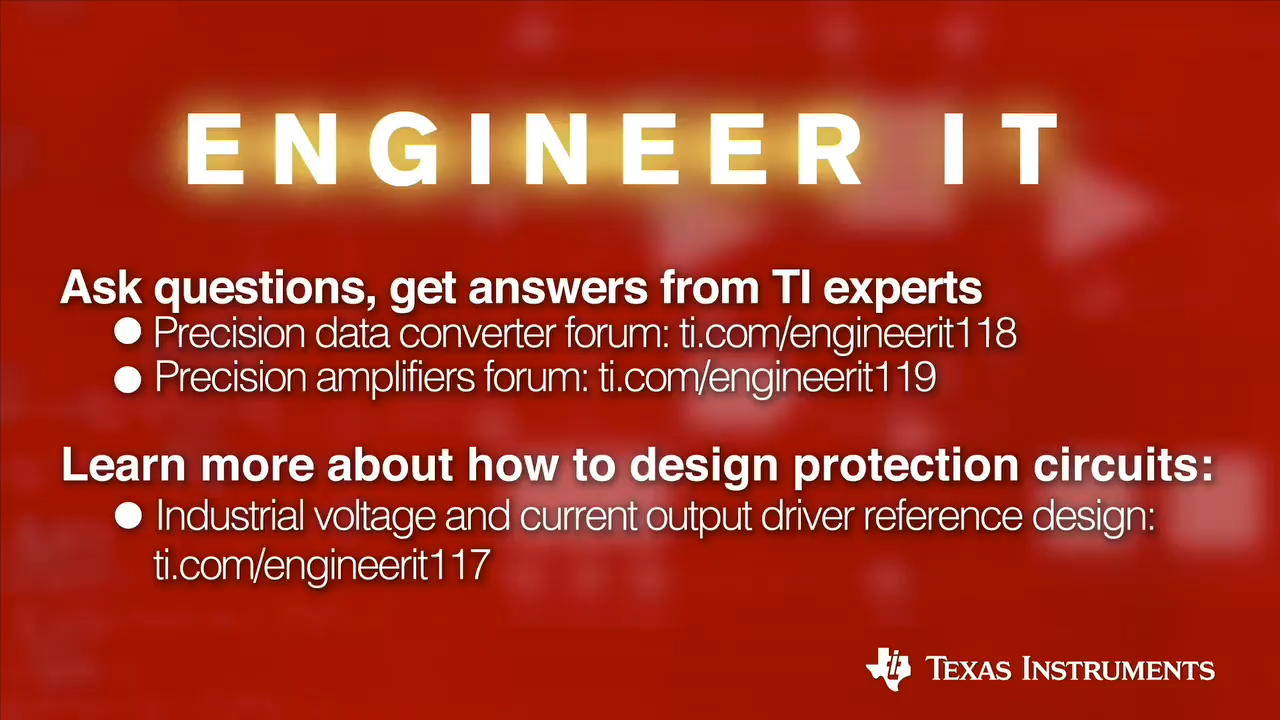 ENGINEER IT
Ask questions, get answers from TI experts
● Precision data converter forum: ti.com/engineerit118
● Precision amplifiers forum: ti.com/engineerit119
Learn more about how to design protection circuits:
● Industrial voltage and current output driver reference design:
ti.com/engineerit117
TEXAS INSTRUMENTS